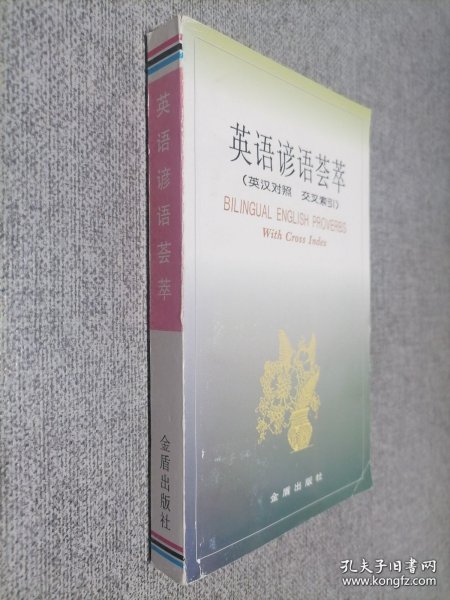 英语谚语荟萃
金盾出版社
英语谚语荟萃
(英汉对照 交叉索引)
BILINGUAL ENGLISH PROVERBS
With Cross Index
金盾出版社
孔夫子旧书网
www.kongfz.com